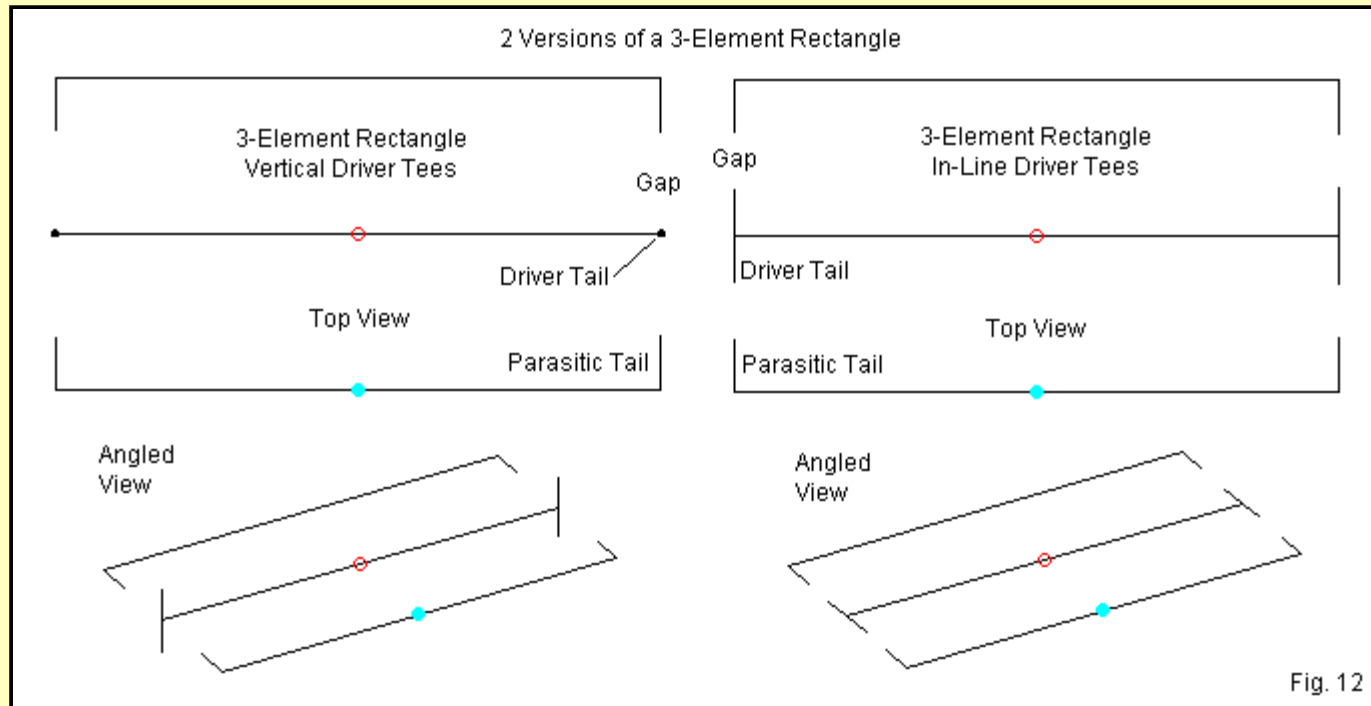 2 Versions of a 3-Element Rectangle
3-Element Rectangle
Vertical Driver Tees
Gap
Driver Tail
Top View
Parasitic Tail
Angled
View
3-Element Rectangle
In-Line Driver Tees
Gap
Driver Tail
Top View
Parasitic Tail
Angled
View
Fig. 12